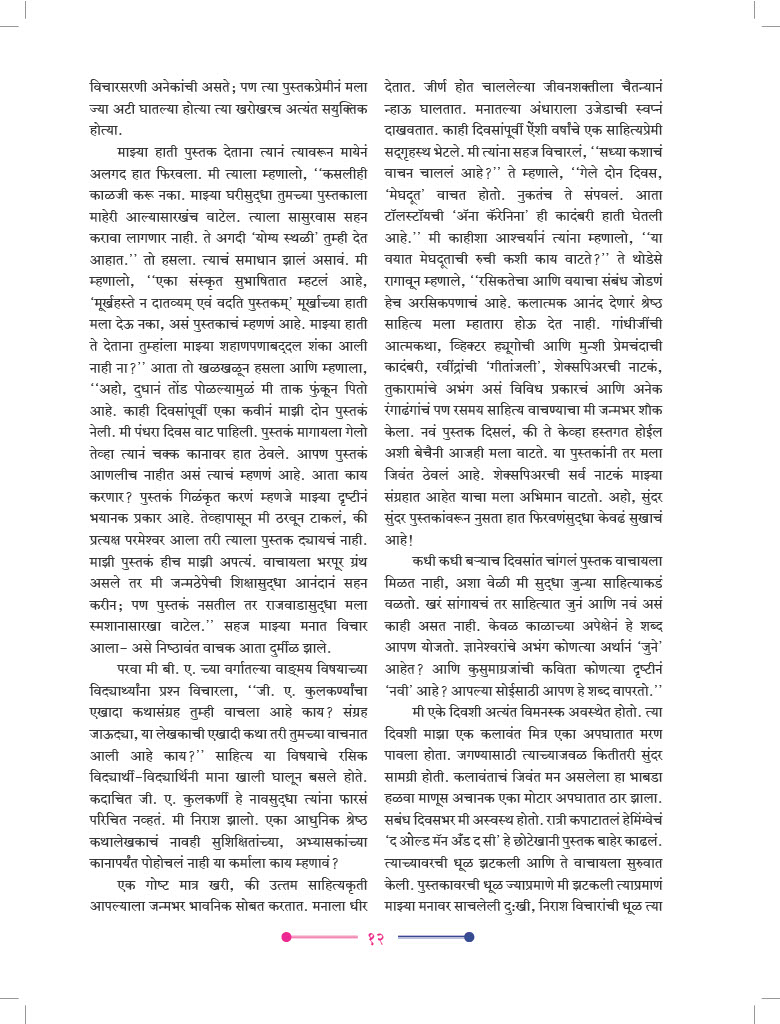 विचारसरणी अनेकांची असते; पण त्या पुस्तकप्रेमीनं मला
ज्या अटी घातल्या होत्या त्या खरोखरच अत्यंत सयुक्तिक
होत्या.
माझ्या हाती पुस्तक देताना त्यानं त्यावरून मायेनं
अलगद हात फिरवला. मी त्याला म्हणालो, ‘‘कसलीही
काळजी करू नका. माझ्या घरीसुद्धा तुमच्या पुस्तकाला
माहेरी आल्यासारखंच वाटेल. त्याला सासुरवास सहन
करावा लागणार नाही. ते अगदी ‘योग्य स्थळी’ तुम्ही देत
आहात.’’ तो हसला. त्याचं समाधान झालं असावं. मी
म्हणालो, ‘‘एका संस्कृत सुभाषितात म्हटलं आहे,
‘मूर्खहस्ते न दातव्यम् एवं वदति पुस्तकम्’ मूर्खाच्या हाती
मला देऊ नका, असं पुस्तकाचं म्हणणं आहे. माझ्या हाती
ते देताना तुम्हांला माझ्या शहाणपणाबद्दल शंका आली
नाही ना?’’ आता तो खळखळून हसला आणि म्हणाला,
‘‘अहो, दुधानं तोंड पोळल्यामुळं मी ताक फुंकून पितो
आहे. काही दिवसांपूर्वी एका कवीनं माझी दोन पुस्तकं
नेली. मी पंधरा दिवस वाट पाहिली. पुस्तकं मागायला गेलो
तेव्हा त्यानं चक्क कानावर हात ठेवले. आपण पुस्तकं
आणलीच नाहीत असं त्याचं म्हणणं आहे. आता काय
करणार? पुस्तकं गिळंकृत करणं म्हणजे माझ्या दृष्टीनं
भयानक प्रकार आहे. तेव्हापासून मी ठरवून टाकलं, की
प्रत्यक्ष परमेश्वर आला तरी त्याला पुस्तक द्यायचं नाही.
माझी पुस्तकं हीच माझी अपत्यं. वाचायला भरपूर ग्रंथ
असले तर मी जन्मठेपेची शिक्षासुद्धा आनंदानं सहन
करीन; पण पुस्तकं नसतील तर राजवाडासुद्धा मला
स्मशानासारखा वाटेल.’’ सहज माझ्या मनात विचार
आला- असे निष्ठावंत वाचक आता दुर्मीळ झाले.
परवा मी बी. ए. च्या वर्गातल्या वाङ्मय विषयाच्या
विद्यार्थ्यांना प्रश्न विचारला, ‘‘जी. ए. कुलकर्ण्यांचा
एखादा कथासंग्रह तुम्ही वाचला आहे काय? संग्रह
जाऊद्या, या लेखकाची एखादी कथा तरी तुमच्या वाचनात
आली आहे काय?’’ साहित्य या विषयाचे रसिक
विद्यार्थी-विद्यार्थिनी माना खाली घालून बसले होते.
कदाचित जी. ए. कुलकर्णी हे नावसुद्धा त्यांना फारसं
परिचित नव्हतं. मी निराश झालो. एका आधुनिक श्रेष्ठ
कथालेखकाचं नावही सुशिक्षितांच्या, अभ्यासकांच्या
कानापर्यंत पोहोचलं नाही या कर्माला काय म्हणावं?
एक गोष्ट मात्र खरी, की उत्तम साहित्यकृती
आपल्याला जन्मभर भावनिक सोबत करतात. मनाला धीर
देतात. जीर्ण होत चाललेल्या जीवनशक्तीला चैतन्यानं
न्हाऊ घालतात. मनातल्या अंधाराला उजेडाची स्वप्नं
दाखवतात. काही दिवसांपूर्वी ऐंशी वर्षांचे एक साहित्यप्रेमी
सद्गृहस्थ भेटले. मी त्यांना सहज विचारलं, ‘‘सध्या कशाचं
वाचन चाललं आहे?’’ ते म्हणाले, ‘‘गेले दोन दिवस,
‘मेघदूत’ वाचत होतो. नुकतंच ते संपवलं. आता
टॉलस्टॉयची ‘ॲना कॅरेनिना’ ही कादंबरी हाती घेतली
आहे.’’ मी काहीशा आश्चर्यानं त्यांना म्हणालो, ‘‘या
वयात मेघदूताची रुची कशी काय वाटते?’’ ते थोडेसे
रागावून म्हणाले, ‘‘रसिकतेचा आणि वयाचा संबंध जोडणं
हेच अरसिकपणाचं आहे. कलात्मक आनंद देणारं श्रेष्ठ
साहित्य मला म्हातारा होऊ देत नाही. गांधीजींची
आत्मकथा, व्हिक्टर ह्यूगोची आणि मुन्शी प्रेमचंदाची
कादंबरी, रवींद्रांची ‘गीतांजली’, शेक्सपिअरची नाटकं,
तुकारामांचे अभंग असं विविध प्रकारचं आणि अनेक
रंगाढंगांचं पण रसमय साहित्य वाचण्याचा मी जन्मभर शौक
केला. नवं पुस्तक दिसलं, की ते केव्हा हस्तगत होईल
अशी बेचैनी आजही मला वाटते. या पुस्तकांनी तर मला
जिवंत ठेवलं आहे. शेक्सपिअरची सर्व नाटकं माझ्या
संग्रहात आहेत याचा मला अभिमान वाटतो. अहो, सुंदर
सुंदर पुस्तकांवरून नुसता हात फिरवणंसुद्धा केवढं सुखाचं
आहे!
कधी कधी बऱ्याच दिवसांत चांगलं पुस्तक वाचायला
मिळत नाही, अशा वेळी मी सुद्धा जुन्या साहित्याकडं
वळतो. खरं सांगायचं तर साहित्यात जुनं आणि नवं असं
काही असत नाही. केवळ काळाच्या अपेक्षेनं हे शब्द
आपण योजतो. ज्ञानेश्वरांचे अभंग कोणत्या अर्थानं ‘जुने’
आहेत? आणि कुसुमाग्रजांची कविता कोणत्या दृष्टीनं
‘नवी’ आहे? आपल्या सोईसाठी आपण हे शब्द वापरतो.’’
मी एके दिवशी अत्यंत विमनस्क अवस्थेत होतो. त्या
दिवशी माझा एक कलावंत मित्र एका अपघातात मरण
पावला होता. जगण्यासाठी त्याच्याजवळ कितीतरी सुंदर
सामग्री होती. कलावंताचं जिवंत मन असलेला हा भाबडा
हळवा माणूस अचानक एका मोटार अपघातात ठार झाला.
सबंध दिवसभर मी अस्वस्थ होतो. रात्री कपाटातलं हेमिंग्वेचं
‘द ओल्ड मॅन अँड द सी’ हे छोटेखानी पुस्तक बाहेर काढलं.
त्याच्यावरची धूळ झटकली आणि ते वाचायला सुरुवात
केली. पुस्तकावरची धूळ ज्याप्रमाणे मी झटकली त्याप्रमाणं
माझ्या मनावर साचलेली दुःखी, निराश विचारांची धूळ त्या
१२